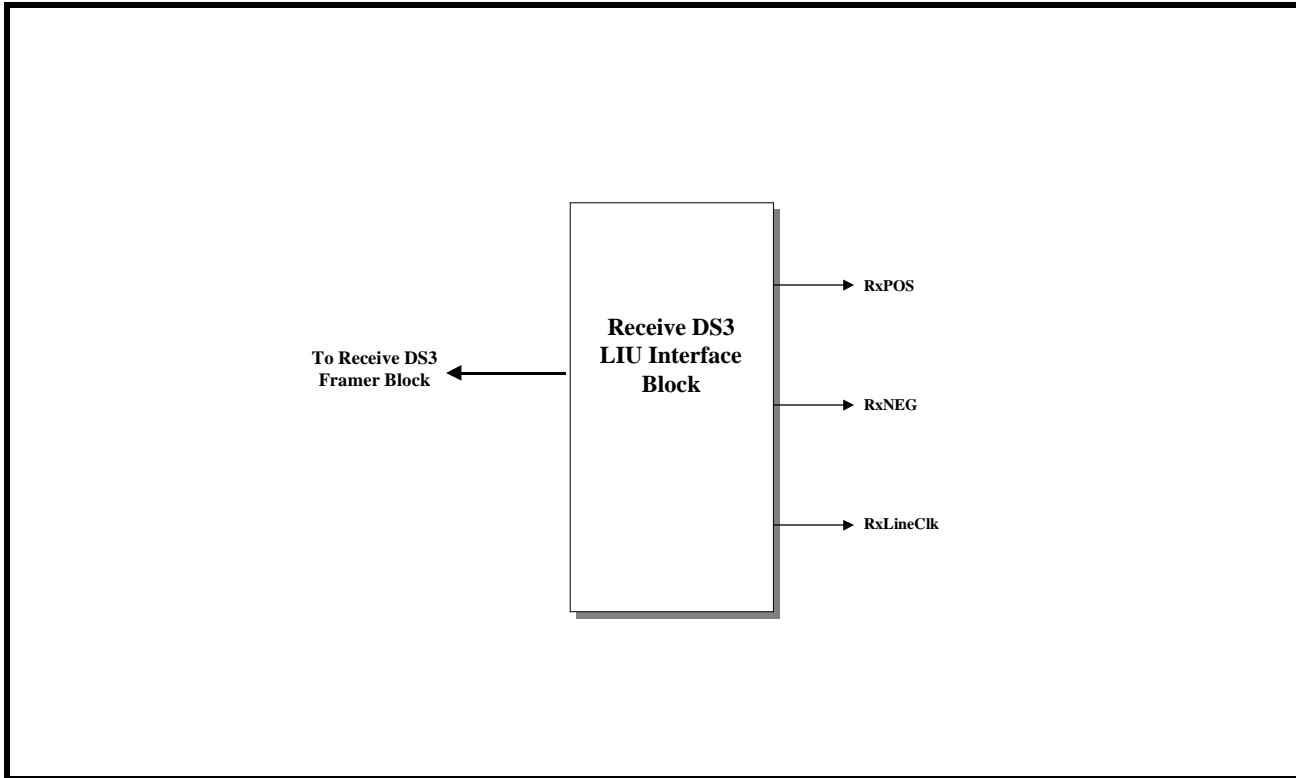 To Receive DS3
Framer Block
Receive DS3
LIU Interface
Block
RxPOS
RxNEG
RxLineClk